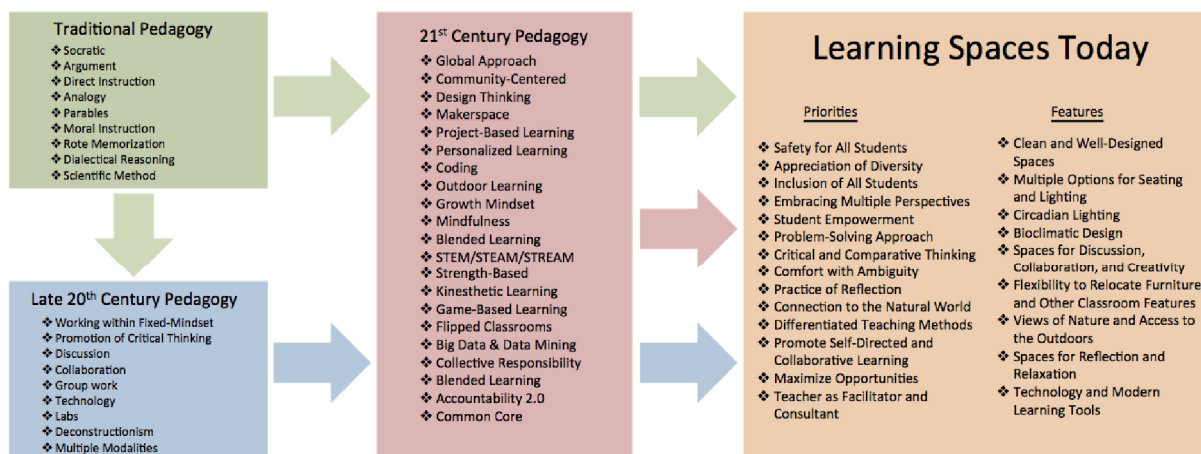 Traditional Pedagogy
❖ Socratic
❖ Argument
❖ Direct Instruction
❖ Analogy
❖ Parables
❖ Moral Instruction
❖ Rote Memorization
❖ Dialectical Reasoning
❖ Scientific Method
Late 20th Century Pedagogy
❖ Working within Fixed-Mindset
❖ Promotion of Critical Thinking
❖ Discussion
❖ Collaboration
❖ Group work
❖ Technology
❖ Labs
❖ Deconstructionism
❖ Multiple Modalities
21st Century Pedagogy
❖ Global Approach
❖ Community-Centered
❖ Design Thinking
❖ Makerspace
❖ Project-Based Learning
❖ Personalized Learning
❖ Coding
❖ Outdoor Learning
❖ Growth Mindset
❖ Mindfulness
❖ Blended Learning
❖ STEM/STEAM/STREAM
❖ Strength-Based
❖ Kinesthetic Learning
❖ Game-Based Learning
❖ Flipped Classrooms
❖ Big Data & Data Mining
❖ Collective Responsibility
❖ Blended Learning
❖ Accountability 2.0
❖ Common Core
Learning Spaces Today
Priorities
❖ Safety for All Students
❖ Appreciation of Diversity
❖ Inclusion of All Students
❖ Embracing Multiple Perspectives
❖ Student Empowerment
❖ Problem-Solving Approach
❖ Critical and Comparative Thinking
❖ Comfort with Ambiguity
❖ Practice of Reflection
❖ Connection to the Natural World
❖ Differentiated Teaching Methods
❖ Promote Self-Directed and
Collaborative Learning
❖ Maximize Opportunities
❖ Teacher as Facilitator and
Consultant
Features
❖ Clean and Well-Designed
Spaces
❖ Multiple Options for Seating
and Lighting
❖ Circadian Lighting
❖ Bioclimatic Design
❖ Spaces for Discussion,
Collaboration, and Creativity
❖ Flexibility to Relocate Furniture
and Other Classroom Features
❖ Views of Nature and Access to
the Outdoors
❖ Spaces for Reflection and
Relaxation
❖ Technology and Modern
Learning Tools